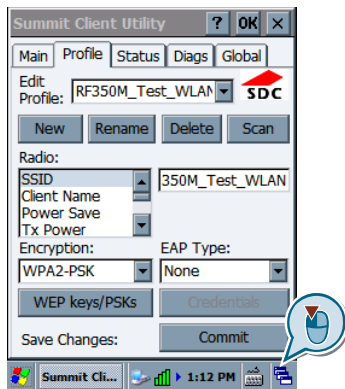 Summit Client Utility ? OK ×
Main Profile Status Diags Global
Edit
Profile: RF350M_Test_WLAN
SDC
New Rename Delete Scan
Radio:
SSID 350M_Test_WLAN
Client Name
Power Save
Tx Power
Encryption: EAP Type:
WPA2-PSK None
WEP keys/PSKs Credentials
Save Changes: Commit
Summit Cli... 1:12 PM